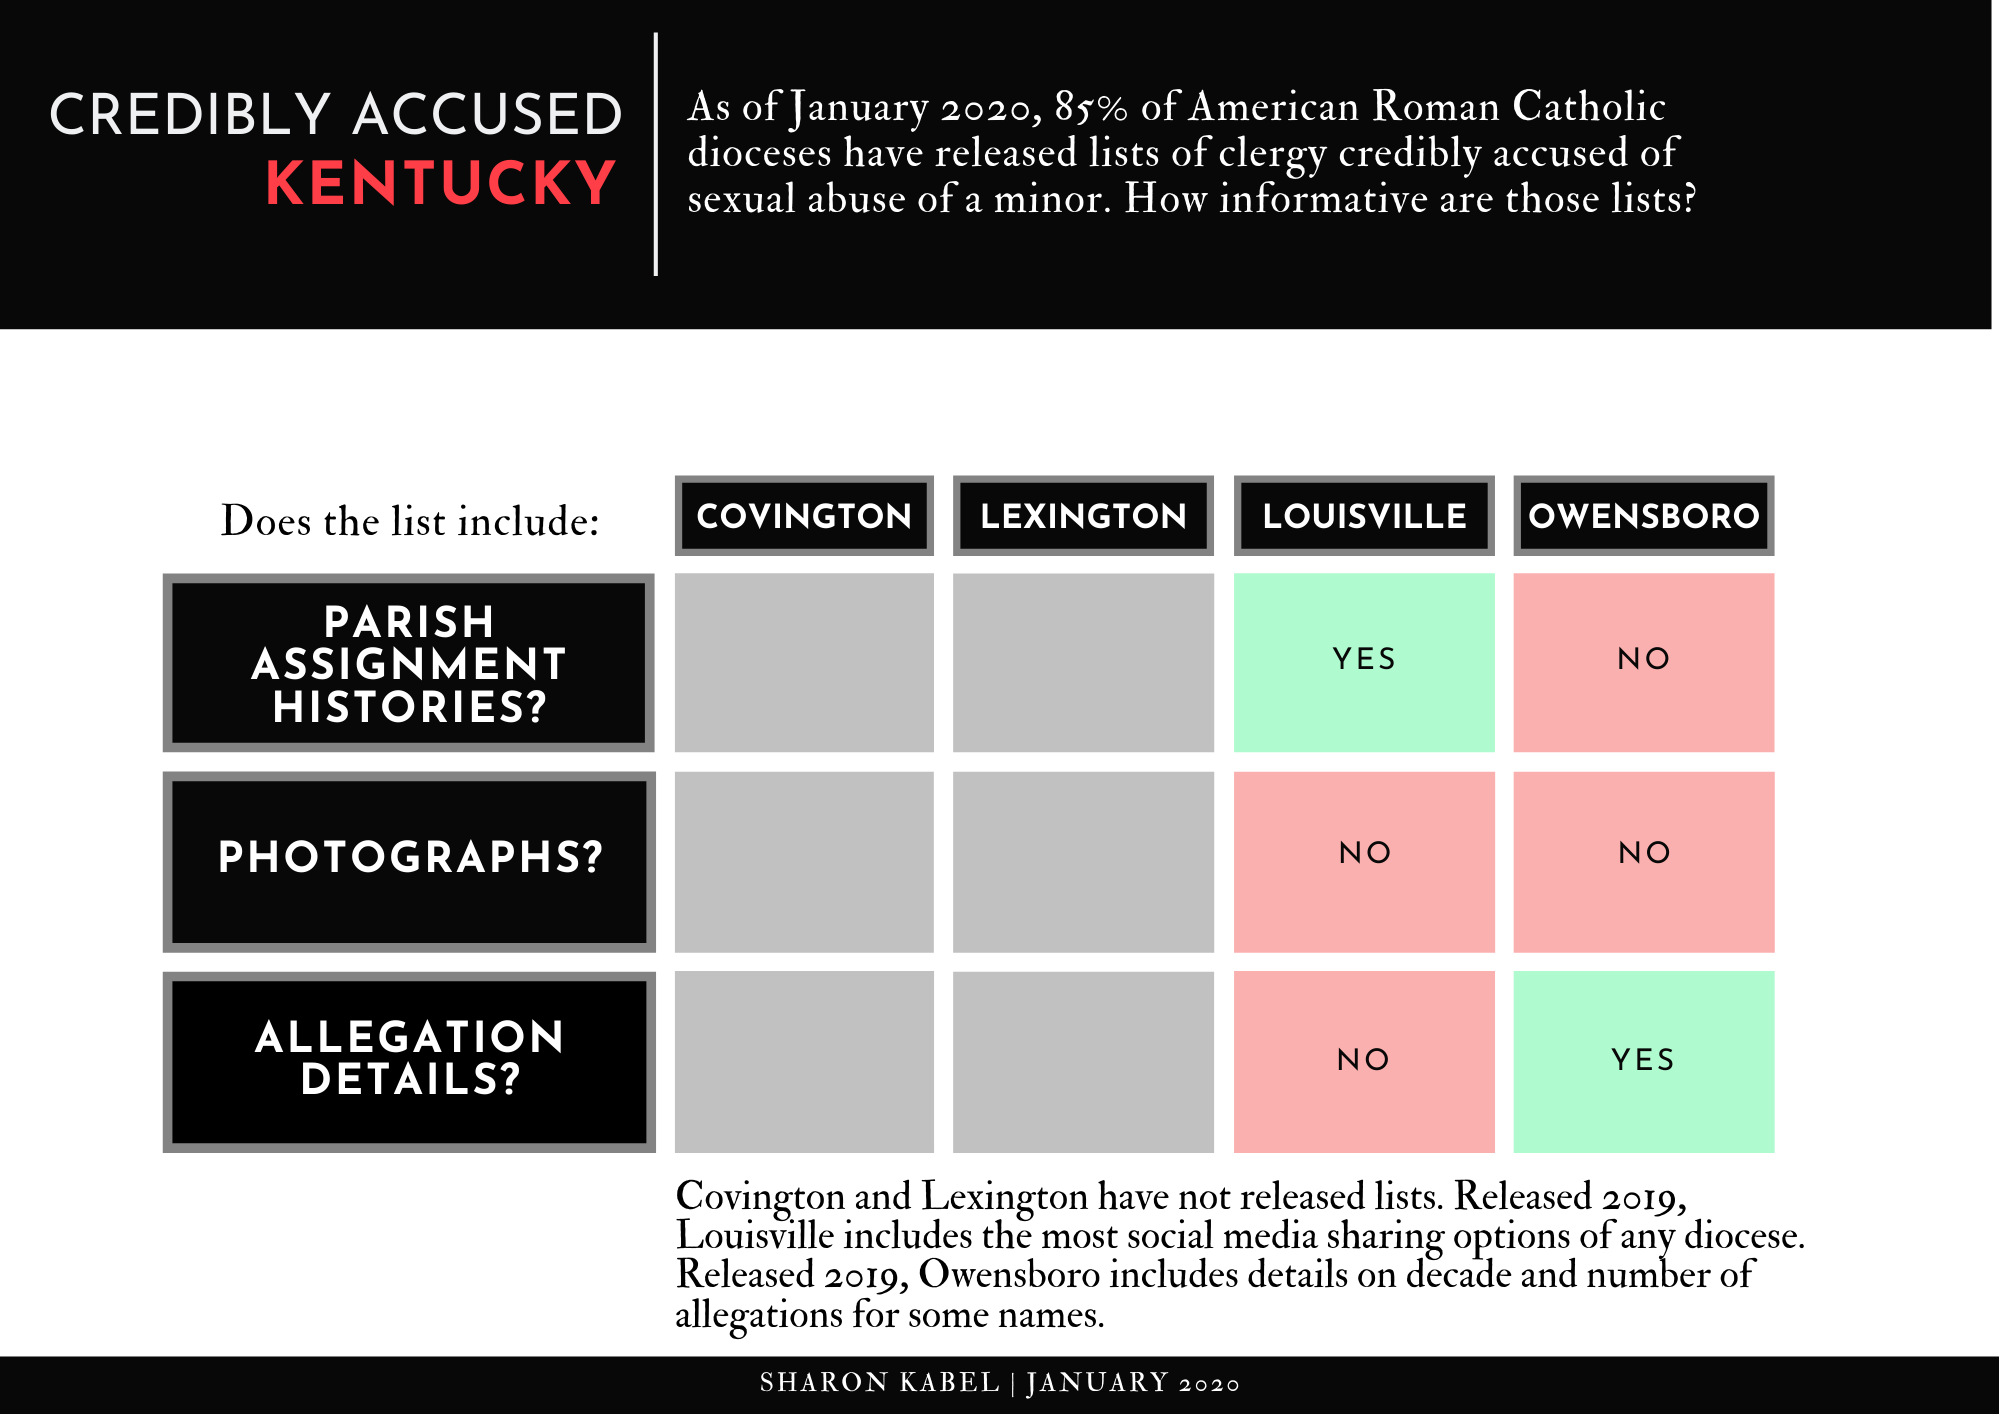 CREDIBLY ACCUSED
KENTUCKY
As of January 2020, 85% of American Roman Catholic
dioceses have released lists of clergy credibly accused of
sexual abuse of a minor. How informative are those lists?
Does the list include:
COVINGTON
LEXINGTON
LOUISVILLE
OWENSBORO
PARISH
ASSIGNMENT
HISTORIES?
YES
NO
PHOTOGRAPHS?
NO
NO
ALLEGATION
DETAILS?
NO
YES
Covington and Lexington have not released lists. Released 2019,
Louisville includes the most social media sharing options of any diocese.
Released 2019, Owensboro includes details on decade and number of
allegations for some names.
SHARON KABEL | JANUARY 2020